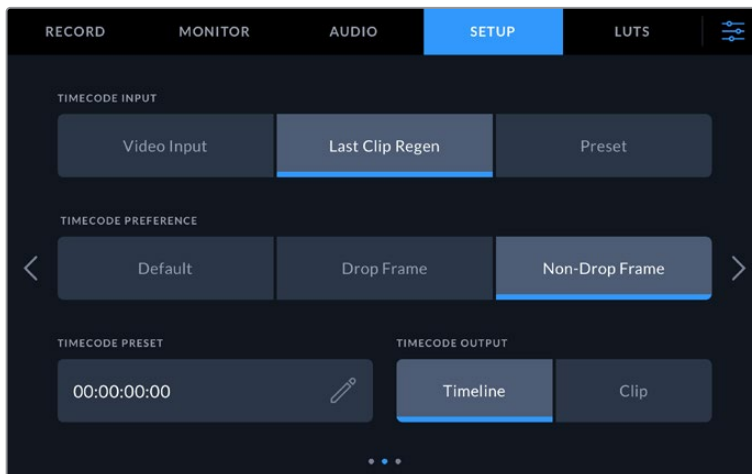 RECORD MONITOR AUDIO SETUP LUTS
TIMECODE INPUT
Video Input Last Clip Regen Preset
TIMECODE PREFERENCE
Default Drop Frame Non-Drop Frame
TIMECODE PRESET TIMECODE OUTPUT
00:00:00:00 Timeline Clip